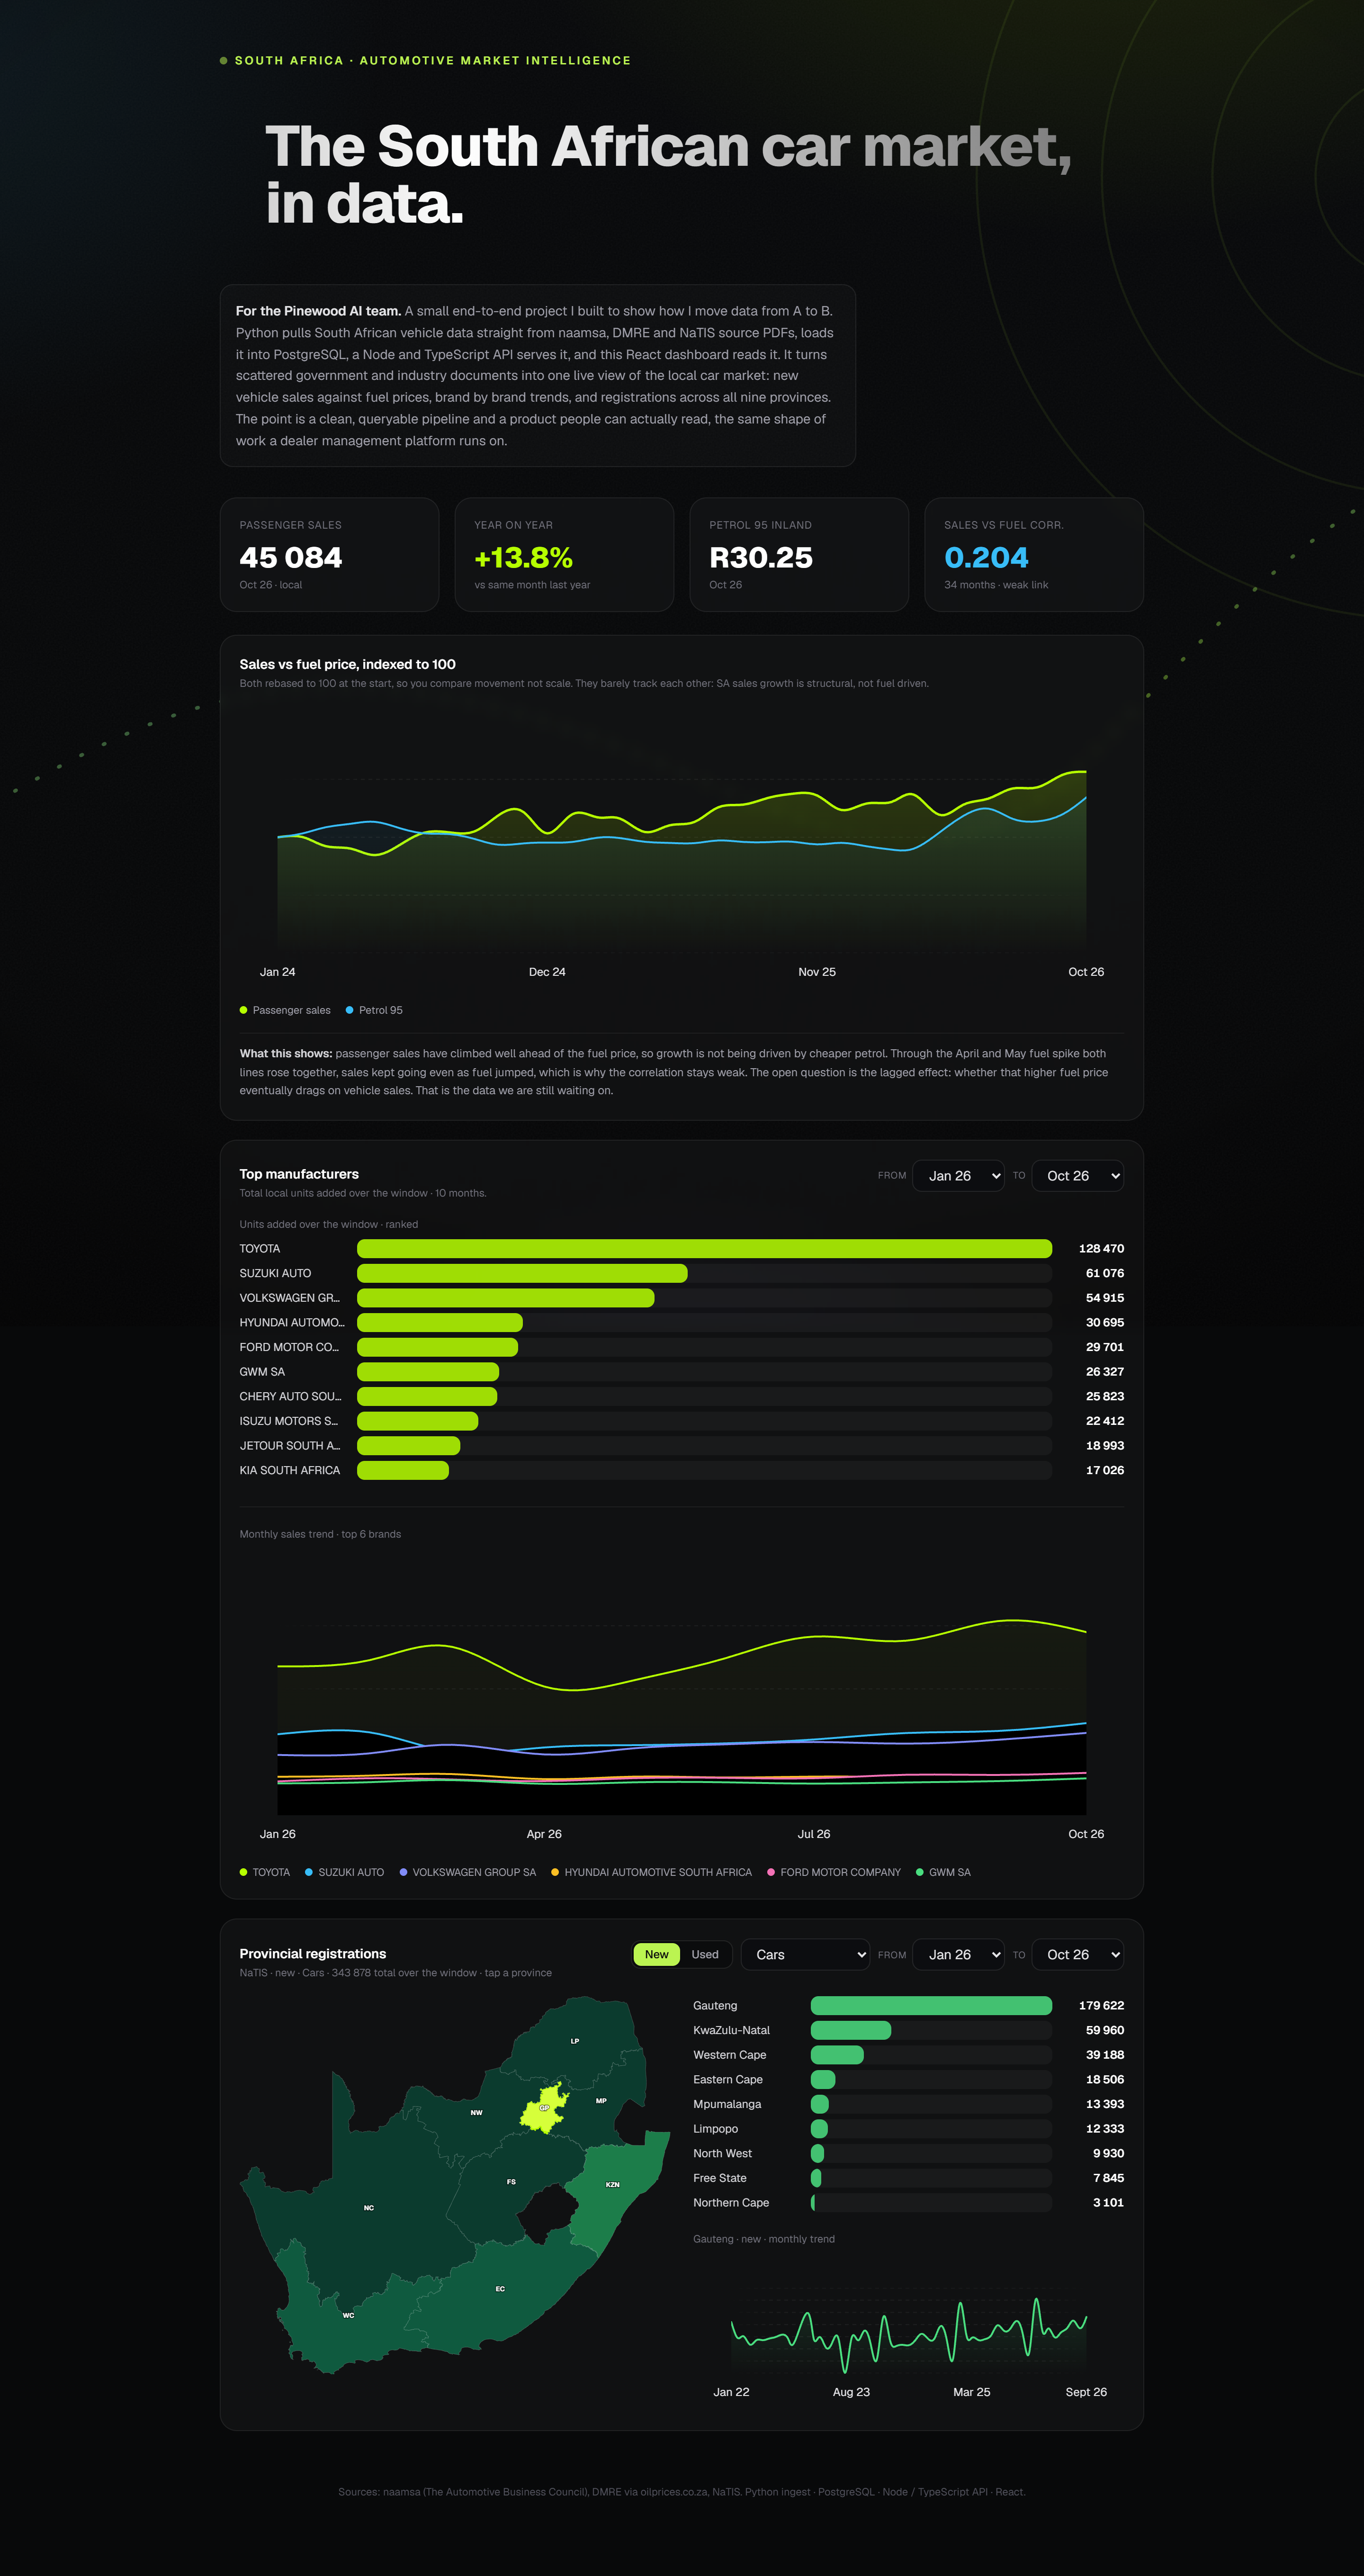 SOUTH AFRICA · AUTOMOTIVE MARKET INTELLIGENCE
The South African car market,
in data.
For the Pinewood AI team. A small end-to-end project I built to show how I move data from A to B.
Python pulls South African vehicle data straight from naamsa, DMRE and NaTIS source PDFs, loads
it into PostgreSQL, a Node and TypeScript API serves it, and this React dashboard reads it. It turns
scattered government and industry documents into one live view of the local car market: new
vehicle sales against fuel prices, brand by brand trends, and registrations across all nine provinces.
The point is a clean, queryable pipeline and a product people can actually read, the same shape of
work a dealer management platform runs on.
PASSENGER SALES
45 084
Oct 26 · local
YEAR ON YEAR
+13.8%
vs same month last year
PETROL 95 INLAND
R30.25
Oct 26
SALES VS FUEL CORR.
0.204
34 months · weak link
Sales vs fuel price, indexed to 100
Both rebased to 100 at the start, so you compare movement not scale. They barely track each other: SA sales growth is structural, not fuel driven.
Jan 24 Dec 24 Nov 25 Oct 26
Passenger sales Petrol 95
What this shows: passenger sales have climbed well ahead of the fuel price, so growth is not being driven by cheaper petrol. Through the April and May fuel spike both
lines rose together, sales kept going even as fuel jumped, which is why the correlation stays weak. The open question is the lagged effect: whether that higher fuel price
eventually drags on vehicle sales. That is the data we are still waiting on.
Top manufacturers
FROM Jan 26 TO Oct 26
Total local units added over the window · 10 months.
Units added over the window · ranked
TOYOTA 128 470
SUZUKI AUTO 61 076
VOLKSWAGEN GR... 54 915
HYUNDAI AUTOMO... 30 695
FORD MOTOR CO... 29 701
GWM SA 26 327
CHERY AUTO SOU... 25 823
ISUZU MOTORS S... 22 412
JETOUR SOUTH A... 18 993
KIA SOUTH AFRICA 17 026
Monthly sales trend · top 6 brands
Jan 26 Apr 26 Jul 26 Oct 26
TOYOTA SUZUKI AUTO VOLKSWAGEN GROUP SA HYUNDAI AUTOMOTIVE SOUTH AFRICA FORD MOTOR COMPANY GWM SA
Provincial registrations
New Used Cars FROM Jan 26 TO Oct 26
NaTIS · new · Cars · 343 878 total over the window · tap a province
LP
MP
GP
NW
FS
KZN
NC
EC
WC
Gauteng 179 622
KwaZulu-Natal 59 960
Western Cape 39 188
Eastern Cape 18 506
Mpumalanga 13 393
Limpopo 12 333
North West 9 930
Free State 7 845
Northern Cape 3 101
Gauteng · new · monthly trend
Jan 22 Aug 23 Mar 25 Sept 26
Sources: naamsa (The Automotive Business Council), DMRE via oilprices.co.za, NaTIS. Python ingest · PostgreSQL · Node / TypeScript API · React.